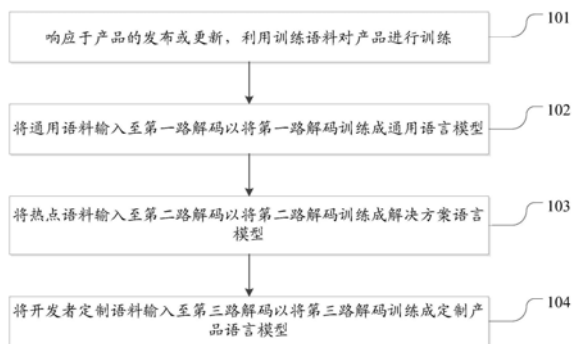 响应于产品的发布或更新，利用训练语料对产品进行训练
101
将通用语料输入至第一路解码以将第一路解码训练成通用语言模型
102
将热点语料输入至第二路解码以将第二路解码训练成解决方案语言
模型
103
将开发者定制语料输入至第三路解码以将第三路解码训练成定制产
品语言模型
104